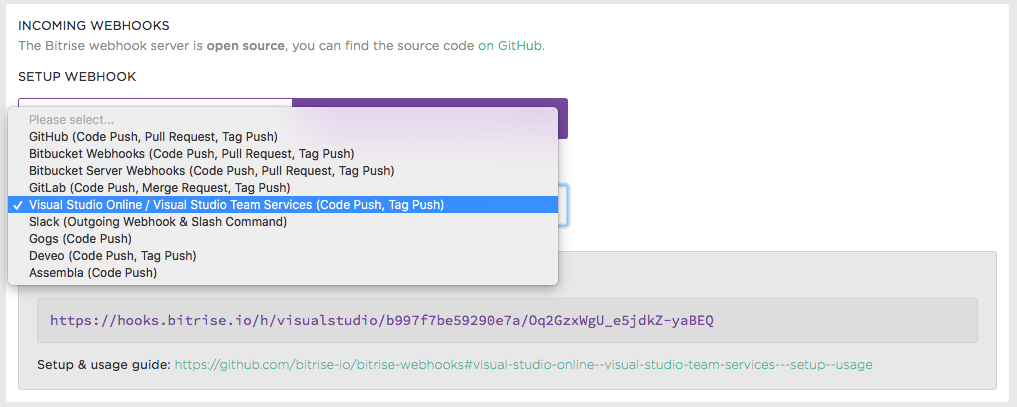 INCOMING WEBHOOKS
The Bitrise webhook server is open source, you can find the source code on GitHub.
SETUP WEBHOOK
Please select...
GitHub (Code Push, Pull Request, Tag Push)
Bitbucket Webhooks (Code Push, Pull Request, Tag Push)
Bitbucket Server Webhooks (Code Push, Pull Request, Tag Push)
GitLab (Code Push, Merge Request, Tag Push)
✓ Visual Studio Online / Visual Studio Team Services (Code Push, Tag Push)
Slack (Outgoing Webhook & Slash Command)
Gogs (Code Push)
Deveo (Code Push, Tag Push)
Assembla (Code Push)
https://hooks.bitrise.io/h/visualstudio/b997f7be59290e7a/Oq2GzxWgU_e5jdkZ-yaBEQ
Setup & usage guide: https://github.com/bitrise-io/bitrise-webhooks#visual-studio-online--visual-studio-team-services---setup--usage